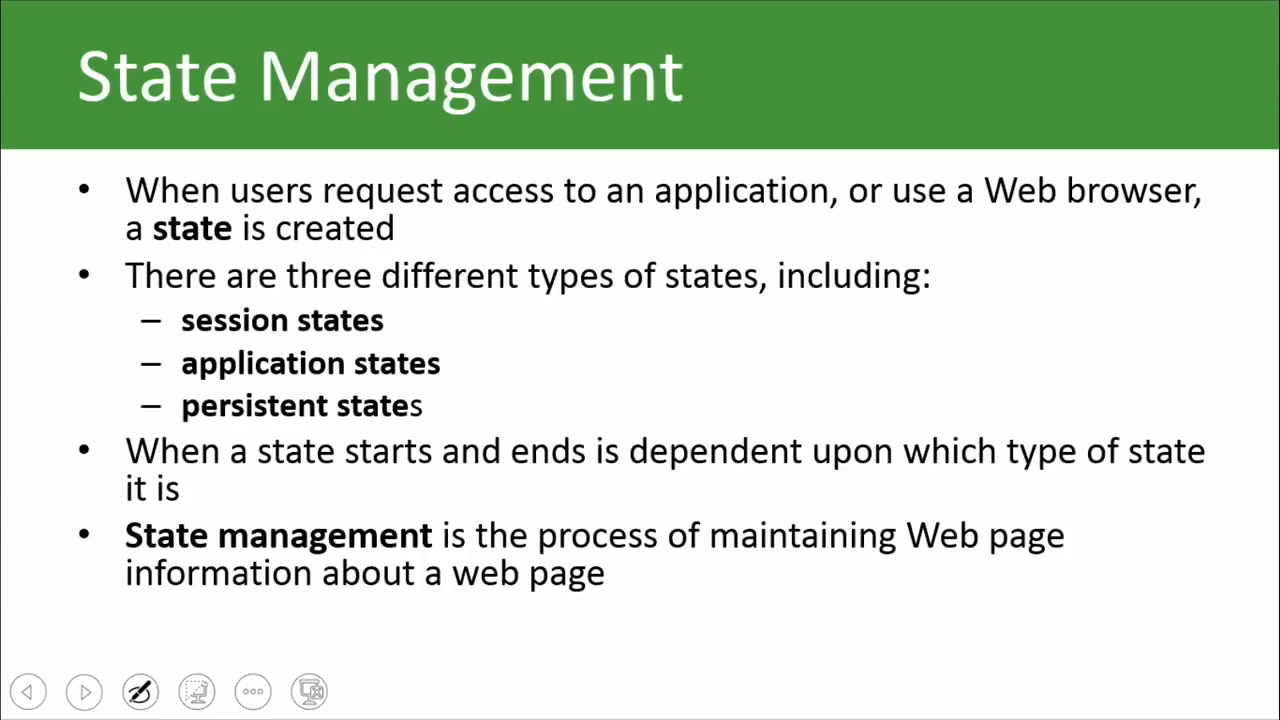 State Management
• When users request access to an application, or use a Web browser,
a state is created
• There are three different types of states, including:
– session states
– application states
– persistent states
• When a state starts and ends is dependent upon which type of state
it is
• State management is the process of maintaining Web page
information about a web page